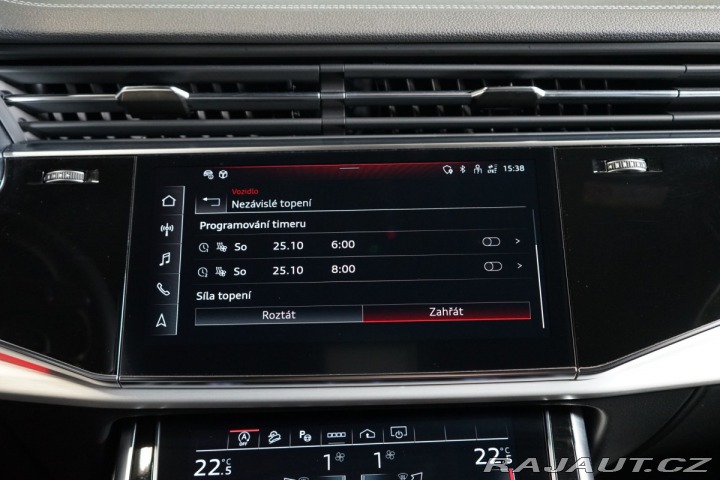 15:38
Vozidlo
Nezávislé topení
Programování timeru
So 25.10 6:00 >
So 25.10 8:00 >
Síla topení
Roztát Zahřát
A OFF P
22.5°C 1 1 22.5°C
RAJAUT.CZ